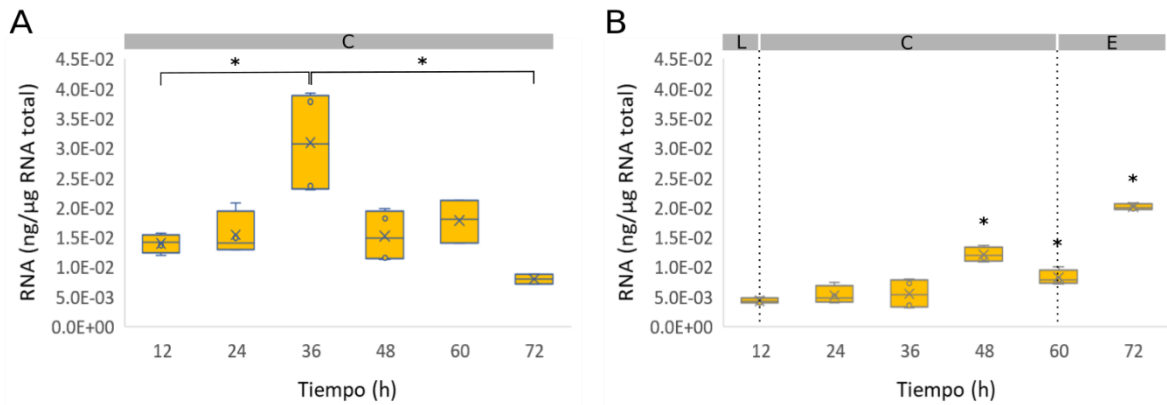 A
C
4.5E-02
4.0E-02
3.5E-02
3.0E-02
2.5E-02
2.0E-02
1.5E-02
1.0E-02
5.0E-03
0.0E+00
RNA (ng/µg RNA total)
* *
12 24 36 48 60 72
Tiempo (h)
B
L C E
4.5E-02
4.0E-02
3.5E-02
3.0E-02
2.5E-02
2.0E-02
1.5E-02
1.0E-02
5.0E-03
0.0E+00
RNA (ng/µg RNA total)
*
*
*
12 24 36 48 60 72
Tiempo (h)